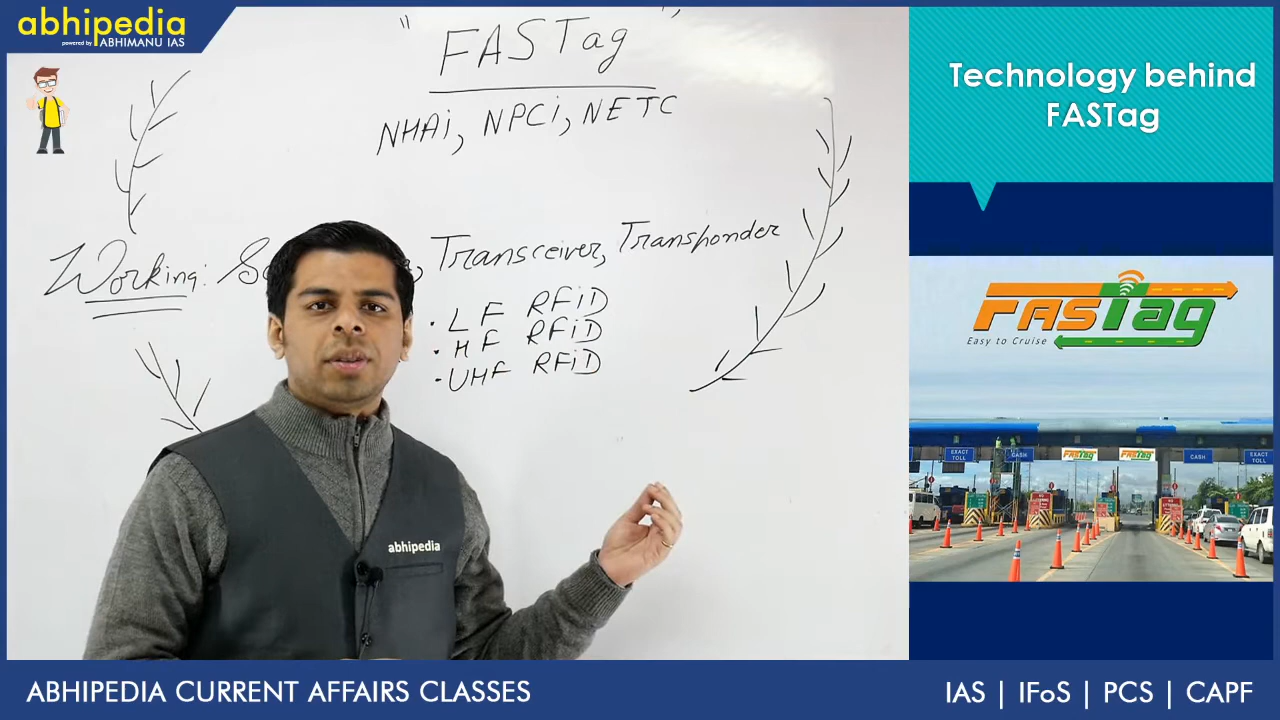 abhipedia
powered by ABHIMANU IAS
"FASTag"
NHAi, NPCi, NETC
Working: , Transceiver, Transponder
• LF RFiD
• HF RFiD
• UHF RFiD
abhipedia
Technology behind
FASTag
FASTag
Easy to Cruise
EXACT
TOLL
CASH
FASTag
FASTag
CASH
EXACT
TOLL
ABHIPEDIA CURRENT AFFAIRS CLASSES
IAS | IFoS | PCS | CAPF